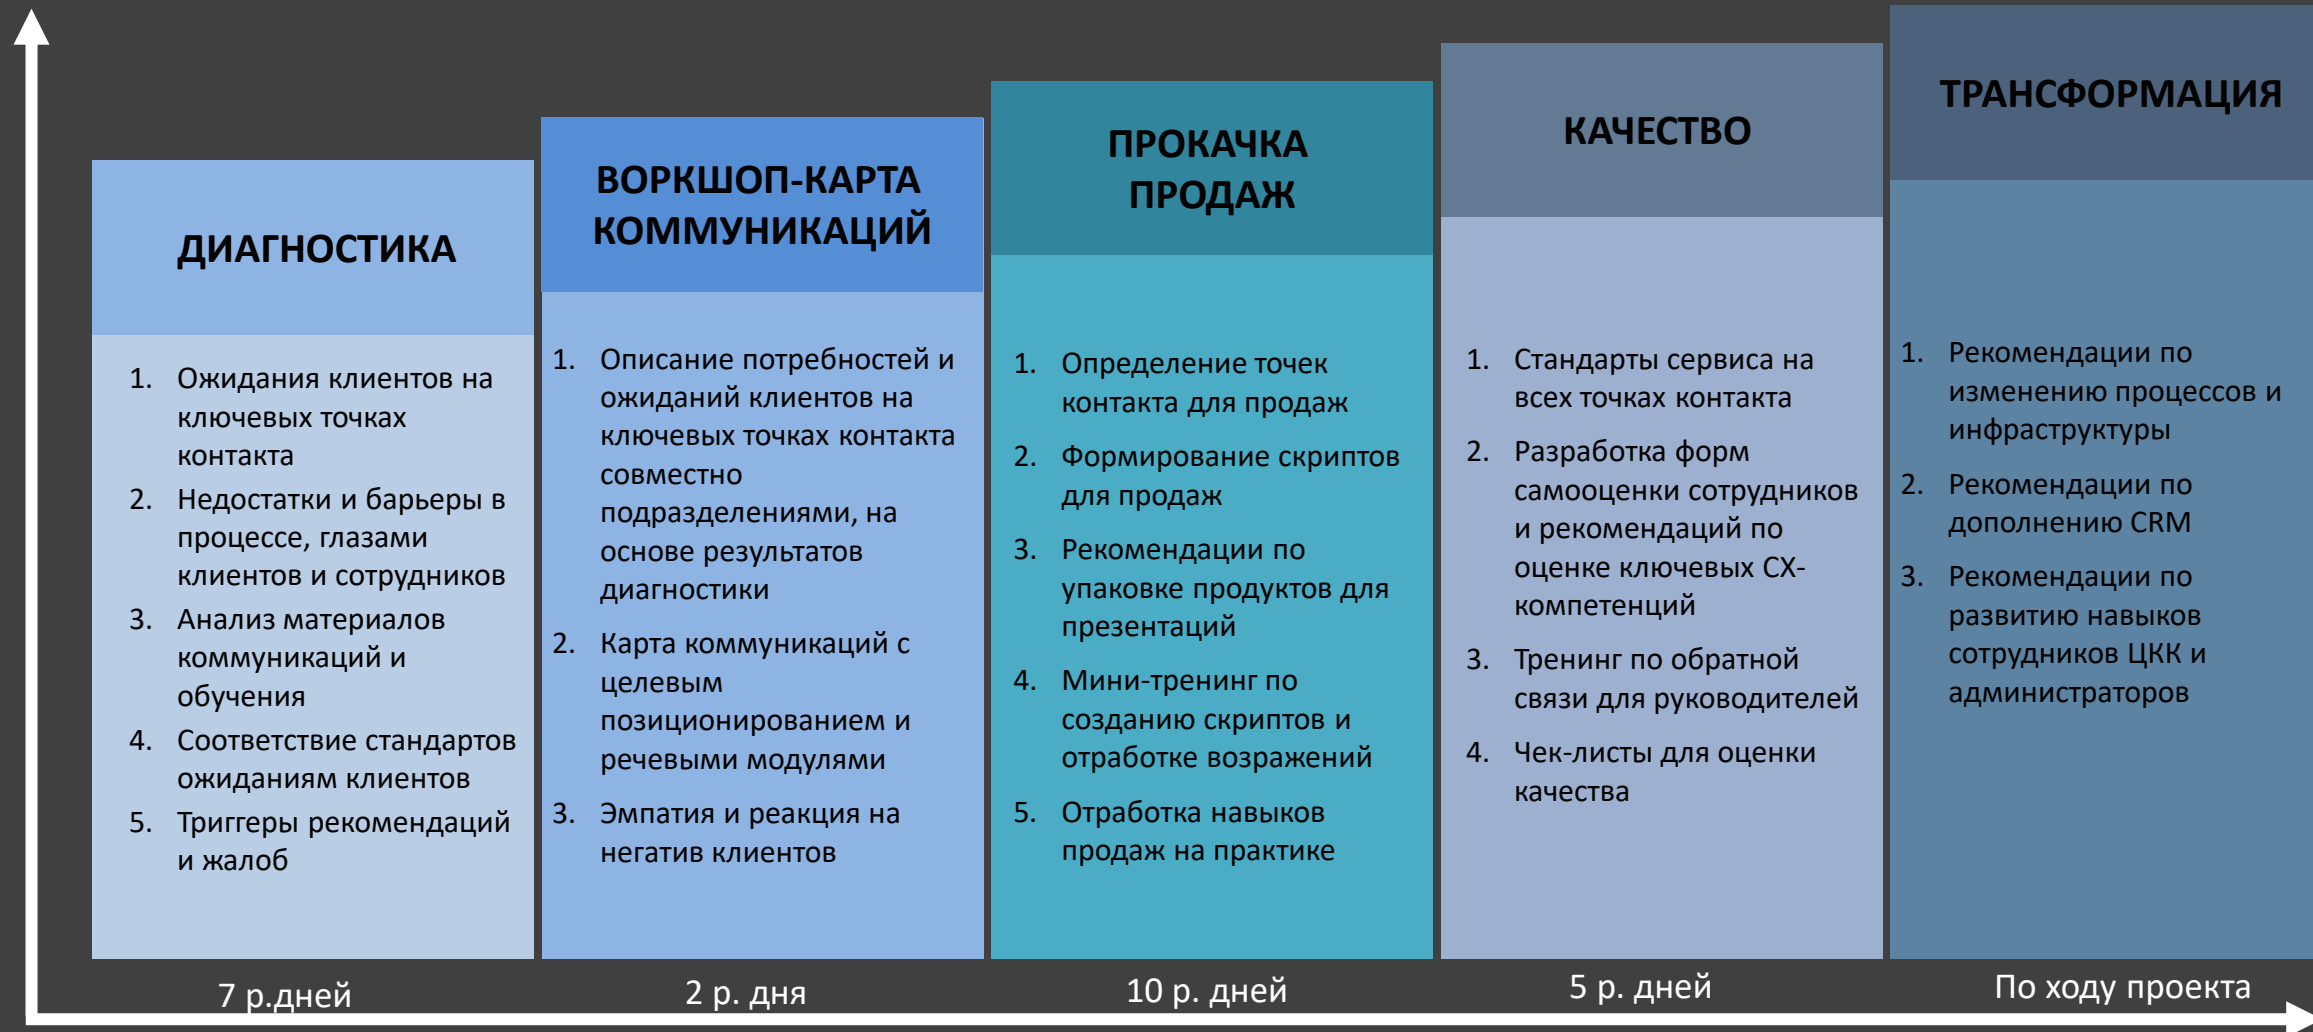 ДИАГНОСТИКА
1. Ожидания клиентов на
ключевых точках
контакта
2. Недостатки и барьеры в
процессе, глазами
клиентов и сотрудников
3. Анализ материалов
коммуникаций и
обучения
4. Соответствие стандартов
ожиданиям клиентов
5. Триггеры рекомендаций
и жалоб
7 р.дней
ВОРКШОП-КАРТА
КОММУНИКАЦИЙ
1. Описание потребностей и
ожиданий клиентов на
ключевых точках контакта
совместно
подразделениями, на
основе результатов
диагностики
2. Карта коммуникаций с
целевым
позиционированием и
речевыми модулями
3. Эмпатия и реакция на
негатив клиентов
2 р. дня
ПРОКАЧКА
ПРОДАЖ
1. Определение точек
контакта для продаж
2. Формирование скриптов
для продаж
3. Рекомендации по
упаковке продуктов для
презентаций
4. Мини-тренинг по
созданию скриптов и
отработке возражений
5. Отработка навыков
продаж на практике
10 р. дней
КАЧЕСТВО
1. Стандарты сервиса на
всех точках контакта
2. Разработка форм
самооценки сотрудников
и рекомендаций по
оценке ключевых СХ-
компетенций
3. Тренинг по обратной
связи для руководителей
4. Чек-листы для оценки
качества
5 р. дней
ТРАНСФОРМАЦИЯ
1. Рекомендации по
изменению процессов и
инфраструктуры
2. Рекомендации по
дополнению CRM
3. Рекомендации по
развитию навыков
сотрудников ЦКК и
администраторов
По ходу проекта